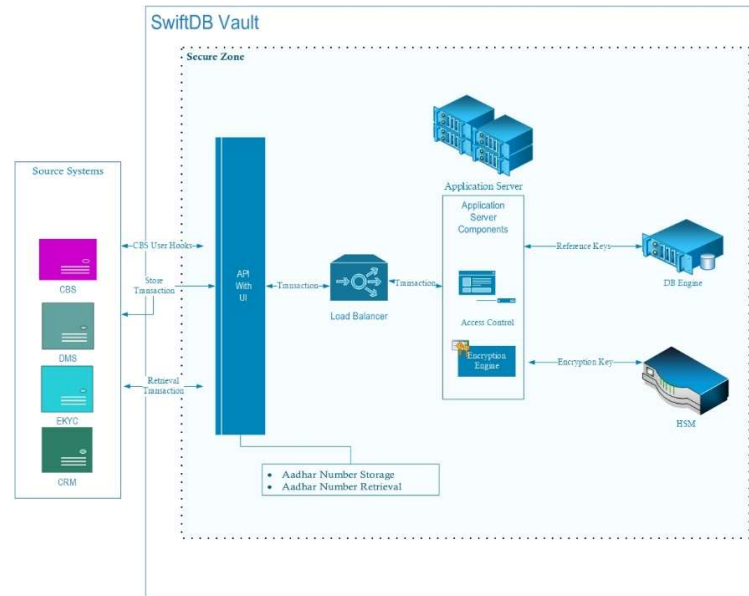 SwiftDB Vault
Secure Zone
Source Systems
CBS
DMS
EKYC
CRM
CBS User Hooks
Store
Transaction
Retrieval
Transaction
API
With
UI
Transaction
Load Balancer
Transaction
Application Server
Application
Server
Components
Access Control
Encryption
Engine
Reference Keys
DB Engine
Encryption Key
HSM
• Aadhar Number Storage
• Aadhar Number Retrieval